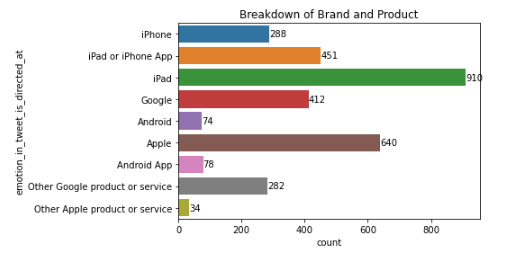 Breakdown of Brand and Product
emotion_in_tweet_is_directed_at
iPhone 288
iPad or iPhone App 451
iPad 910
Google 412
Android 74
Apple 640
Android App 78
Other Google product or service 282
Other Apple product or service 34
0 200 400 600 800
count